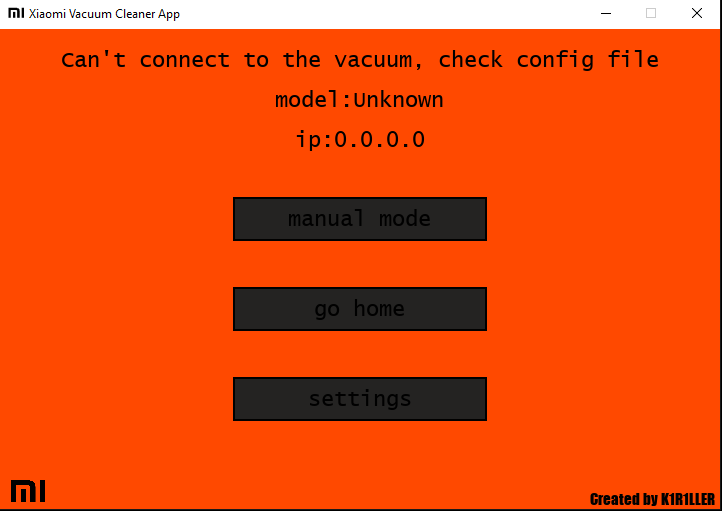 Xiaomi Vacuum Cleaner App
Can't connect to the vacuum, check config file
model:Unknown
ip:0.0.0.0
manual mode
go home
settings
Created by K1R1LLER